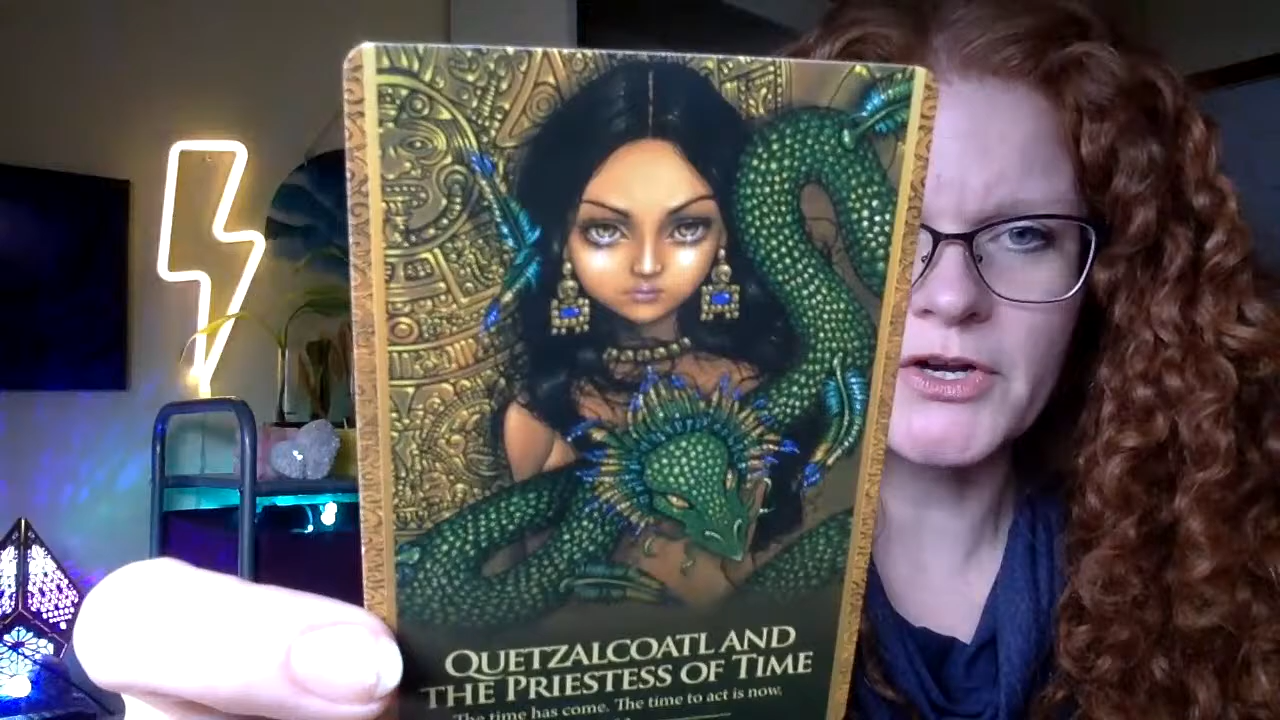 QUETZALCOATL AND
THE PRIESTESS OF TIME
The time has come. The time to act is now.